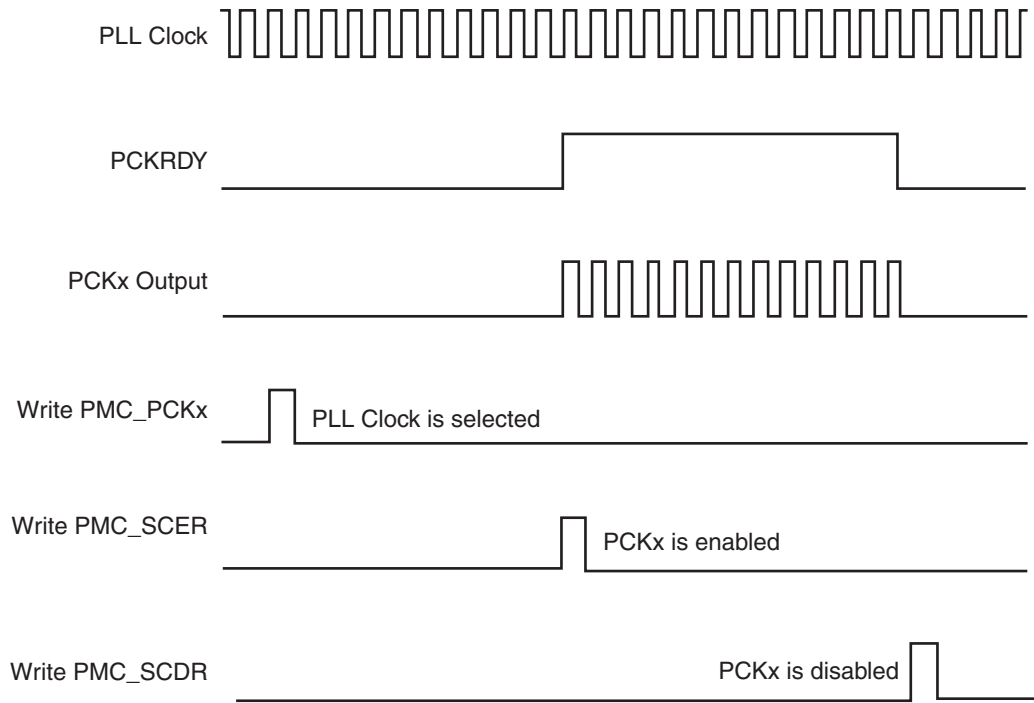 PLL Clock
PCKRDY
PCKx Output
Write PMC_PCKx
PLL Clock is selected
Write PMC_SCER
PCKx is enabled
Write PMC_SCDR
PCKx is disabled